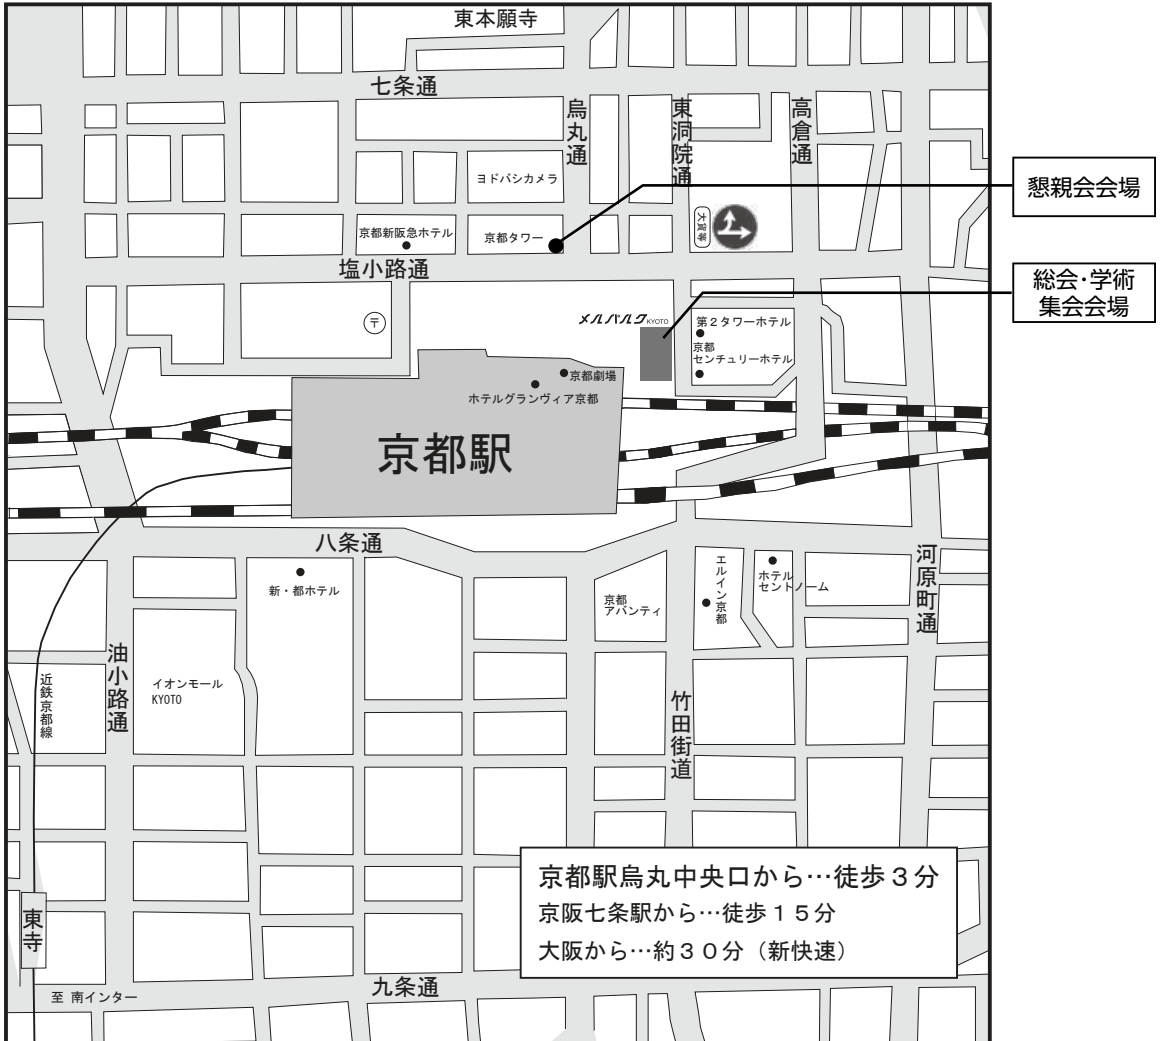 東本願寺
七条通
烏丸通
東洞院通
高倉通
ヨドバシカメラ
懇親会会場
京都新阪急ホテル
京都タワー
大貫等
塩小路通
総会・学術
集会会場
〒
メルパルク KYOTO
第２タワーホテル
京都
センチュリーホテル
京都劇場
ホテルグランヴィア京都
京都駅
八条通
河原町通
新・都ホテル
京都
アバンティ
エルイン京都
ホテル
セントノーム
油小路通
近鉄京都線
イオンモール
KYOTO
竹田街道
京都駅烏丸中央口から…徒歩３分
京阪七条駅から…徒歩１５分
大阪から…約３０分（新快速）
東寺
九条通
至 南インター